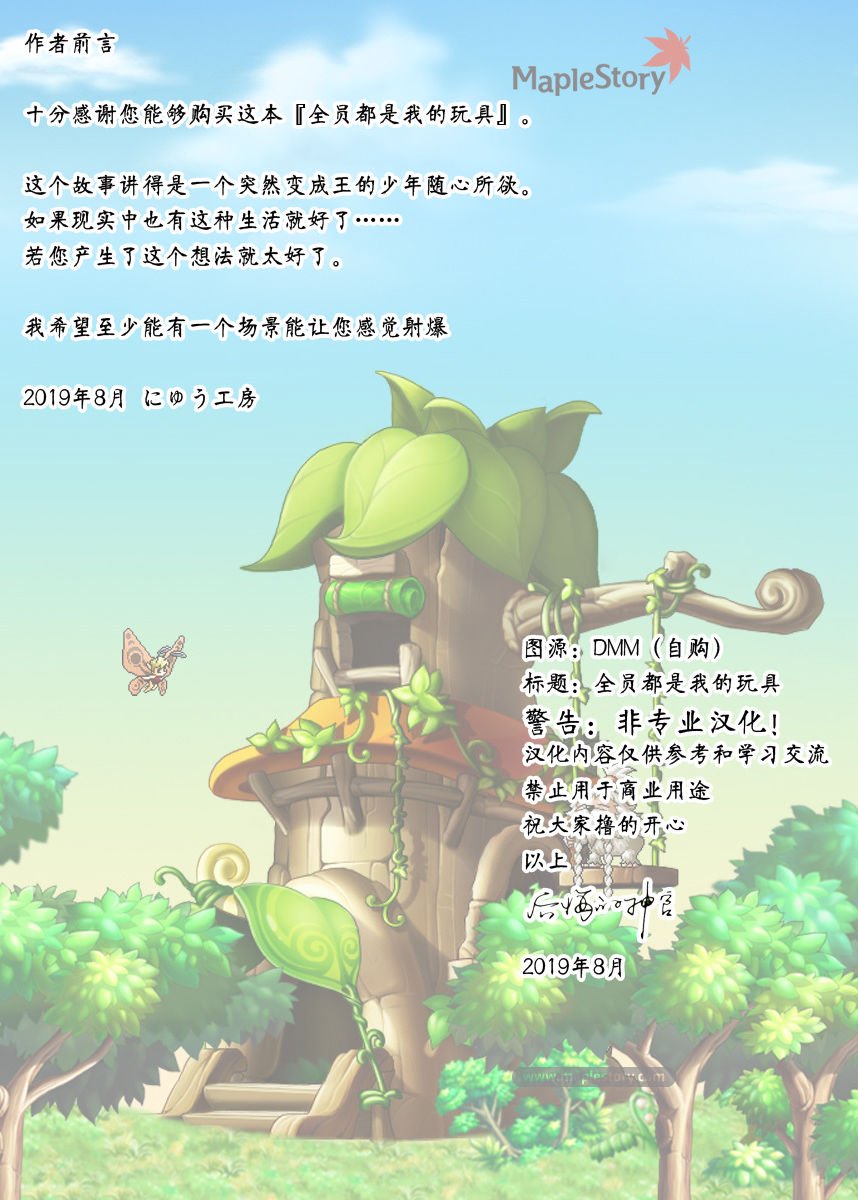 作者前言
MapleStory
十分感谢您能够购买这本『全员都是我的玩具』。
这个故事讲得是一个突然变成王的少年随心所欲。
如果现实中也有这种生活就好了……
若您产生了这个想法就太好了。
我希望至少能有一个场景能让您感觉射爆
2019年8月 にゅう工房
图源：DMM（自购）
标题：全员都是我的玩具
警告：非专业汉化！
汉化内容仅供参考和学习交流
禁止用于商业用途
祝大家撸的开心
以上
后悔的神官
2019年8月
www.maplestory.com